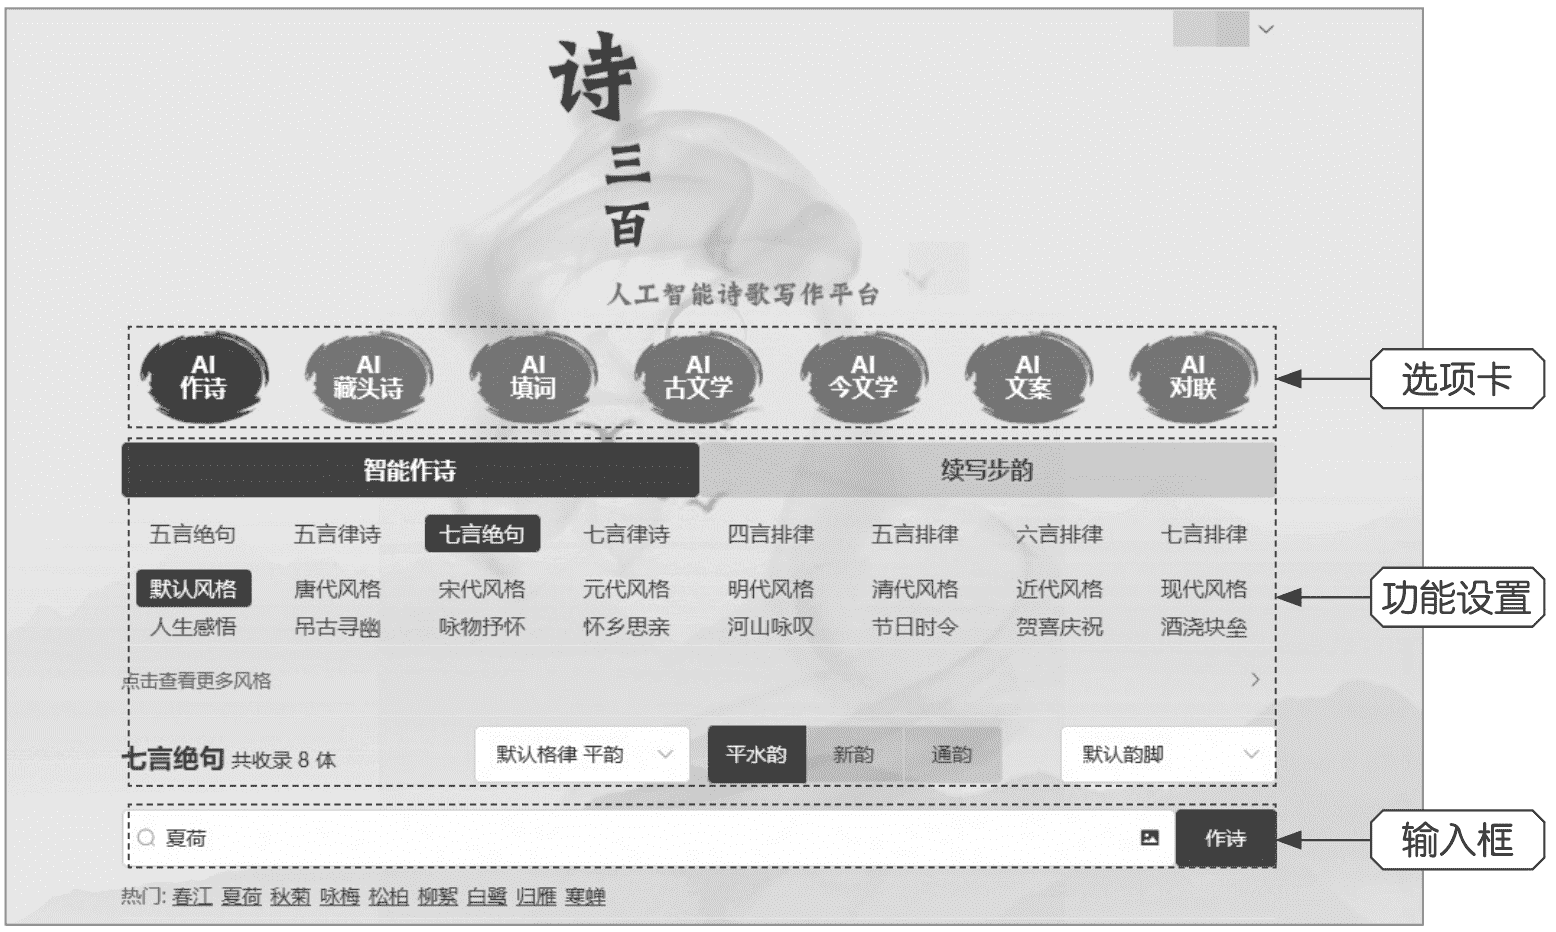 诗
三
百
人工智能诗歌写作平台
AI 作诗 AI 藏头诗 AI 填词 AI 古文学 AI 今文学 AI 文案 AI 对联
选项卡
智能作诗 续写步韵
五言绝句 五言律诗 七言绝句 七言律诗 四言排律 五言排律 六言排律 七言排律
默认风格 唐代风格 宋代风格 元代风格 明代风格 清代风格 近代风格 现代风格
功能设置
人生感悟 吊古寻幽 咏物抒怀 怀乡思亲 河山咏叹 节日时令 贺喜庆祝 酒浇块垒
点击查看更多风格
七言绝句 共收录 8 体 默认格律 平韵 平水韵 新韵 通韵 默认韵脚
夏荷 作诗
输入框
热门: 春江 夏荷 秋菊 咏梅 松柏 柳絮 白鹭 归雁 寒蝉